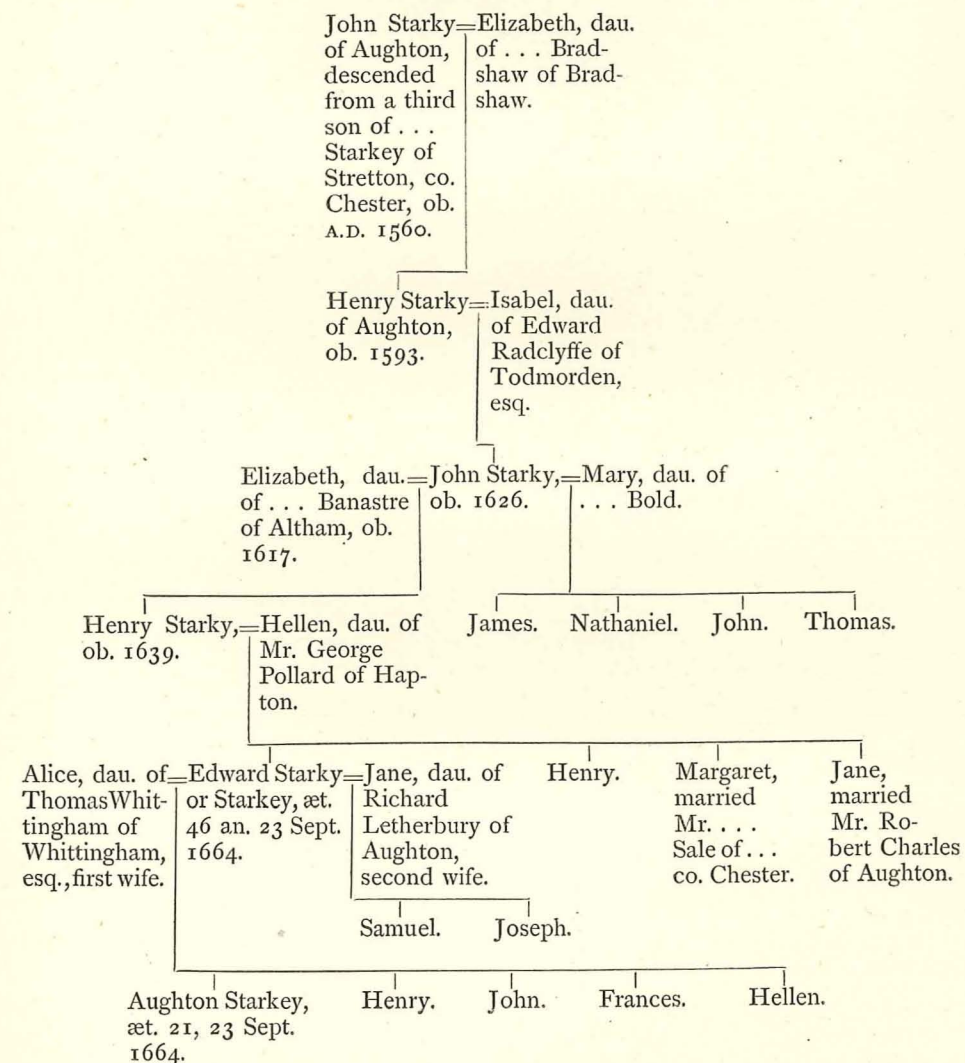 John Starky=Elizabeth, dau.
of Aughton, of . . . Brad-
descended shaw of Brad-
from a third shaw.
son of . . .
Starkey of
Stretton, co.
Chester, ob.
A.D. 1560.
Henry Starky=Isabel, dau.
of Aughton, of Edward
ob. 1593. Radclyffe of
Todmorden,
esq.
Elizabeth, dau.=John Starky,=Mary, dau. of
of . . . Banastre ob. 1626. . . . Bold.
of Altham, ob.
1617.
Henry Starky,=Hellen, dau. of James. Nathaniel. John. Thomas.
ob. 1639. Mr. George
Pollard of Hap-
ton.
Alice, dau. of=Edward Starky=Jane, dau. of Henry. Margaret, Jane,
Thomas Whit- or Starkey, æt. Richard married married
tingham of 46 an. 23 Sept. Letherbury of Mr. . . . Mr. Ro-
Whittingham, 1664. Aughton, Sale of . . . bert Charles
esq., first wife. second wife. co. Chester. of Aughton.
Samuel. Joseph.
Aughton Starkey, Henry. John. Frances. Hellen.
æt. 21, 23 Sept.
1664.